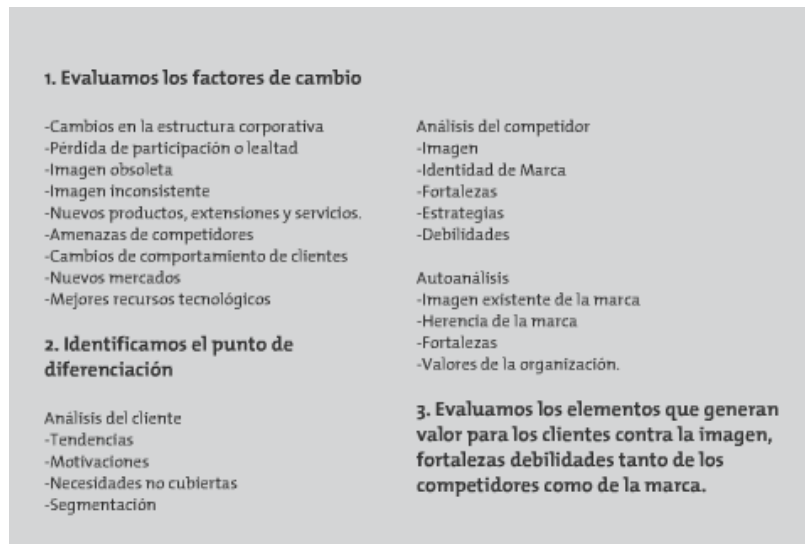 1. Evaluamos los factores de cambio
-Cambios en la estructura corporativa
-Pérdida de participación o lealtad
-Imagen obsoleta
-Imagen inconsistente
-Nuevos productos, extensiones y servicios.
-Amenazas de competidores
-Cambios de comportamiento de clientes
-Nuevos mercados
-Mejores recursos tecnológicos
2. Identificamos el punto de
diferenciación
Análisis del cliente
-Tendencias
-Motivaciones
-Necesidades no cubiertas
-Segmentación
Análisis del competidor
-Imagen
-Identidad de Marca
-Fortalezas
-Estrategias
-Debilidades
Autoanálisis
-Imagen existente de la marca
-Herencia de la marca
-Fortalezas
-Valores de la organización.
3. Evaluamos los elementos que generan
valor para los clientes contra la imagen,
fortalezas debilidades tanto de los
competidores como de la marca.